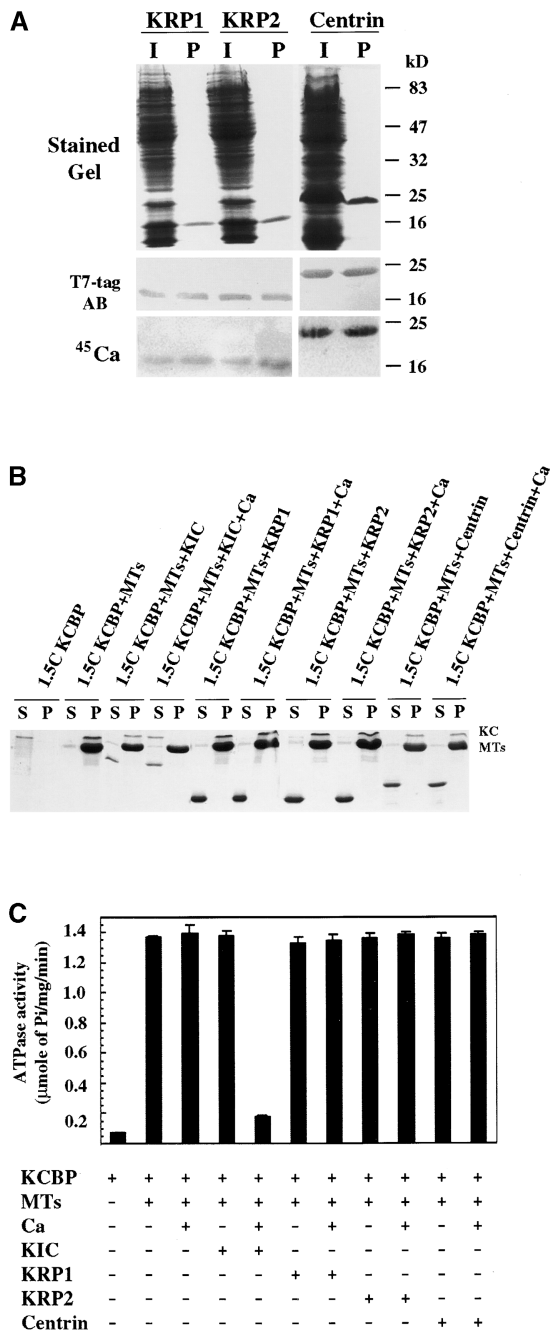 A
KRP1 KRP2 Centrin
I P I P I P
kD
83
47
32
25
16
Stained
Gel
T7-tag
AB
25
16
45Ca
25
16
B
1.5C KCBP
1.5C KCBP+MTs
1.5C KCBP+MTs+KIC
1.5C KCBP+MTs+KIC+Ca
1.5C KCBP+MTs+KRP1
1.5C KCBP+MTs+KRP1+Ca
1.5C KCBP+MTs+KRP2
1.5C KCBP+MTs+KRP2+Ca
1.5C KCBP+MTs+Centrin
1.5C KCBP+MTs+Centrin+Ca
S P S P S P S P S P S P S P S P S P S P
KC
MTs
C
ATPase activity
(µmole of Pi/mg/min)
1.4
1.2
1.0
0.8
0.6
0.4
0.2
KCBP + + + + + + + + + + +
MTs - + + + + + + + + + +
Ca - - + - + - + - + - +
KIC - - - + + - - - - - -
KRP1 - - - - - + + - - - -
KRP2 - - - - - - - + + - -
Centrin - - - - - - - - - + +